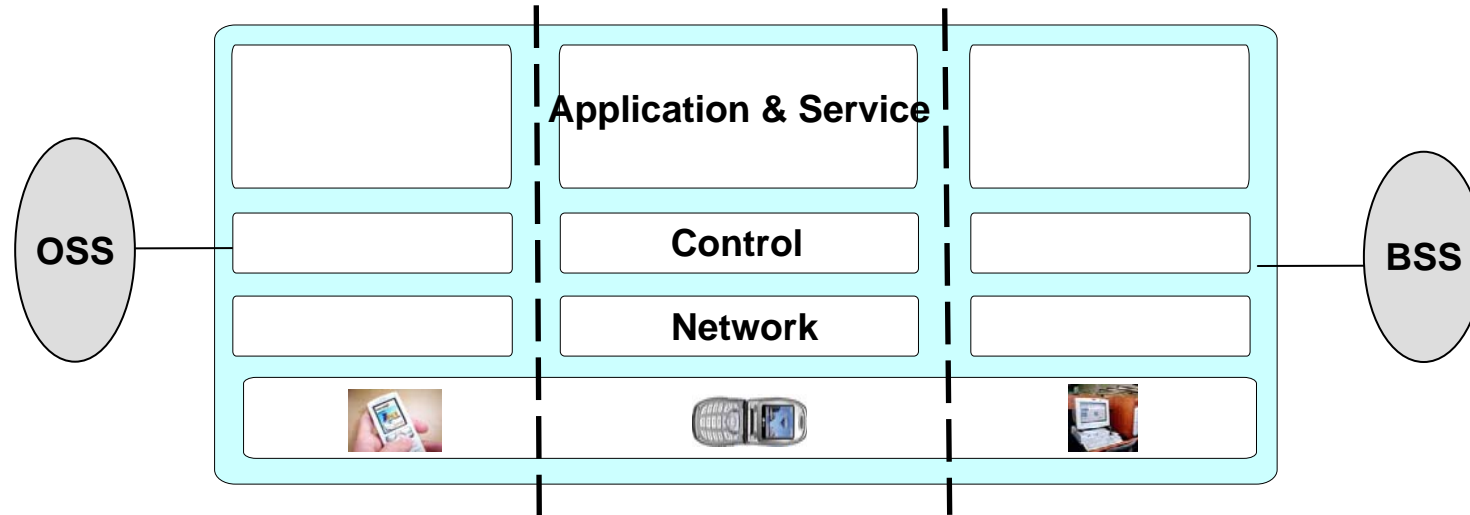 Application & Service
OSS
Control
BSS
Network